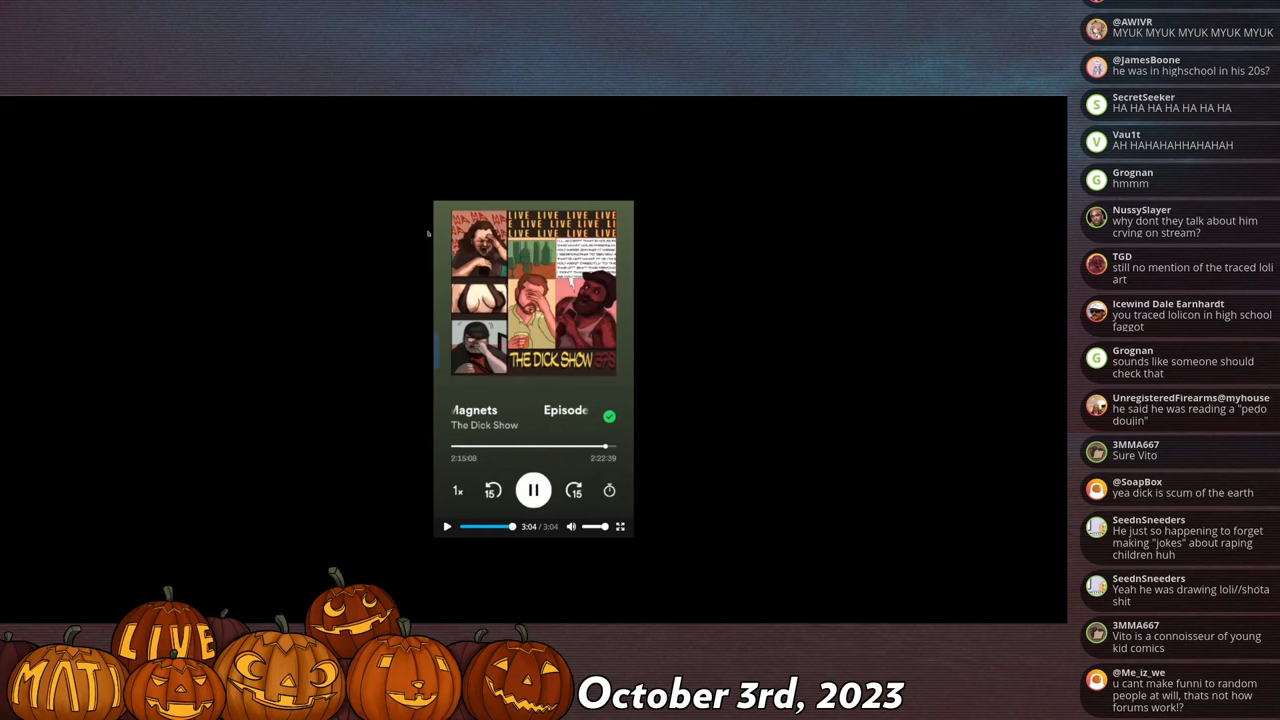 @AWIVR
MYUK MYUK MYUK MYUK MYUK
@JamesBoone
he was in highschool in his 20s?
SecretSeeker
HA HA HA HA HA HA HA
Vau1t
AH HAHAHAHHAHAHAH
Grognan
hmmm
NussySlayer
why dont they talk about him
crying on stream?
TGD
still no mention of the traced loli
art
Icewind Dale Earnhardt
you traced lolicon in high school
faggot
Grognan
sounds like someone should
check that
UnregisteredFirearms@myhouse
he said he was reading a "pedo
doujin"
3MMA667
Sure Vito
@SoapBox
yea dick is scum of the earth
SeednSneeders
He just so happening to forget
making "jokes" about raping
children huh
SeednSneeders
Yeah he was drawing loli/shota
shit
3MMA667
Vito is a connoisseur of young
kid comics
@Me_iz_we
u cant make funni to random
people at will, thats not how
forums work!?
HA HA HA
LIVE LIVE LIVE LIVE
E LIVE LIVE LIVE LI
LIVE LIVE LIVE LIVE
THE DICK SHOW 378
Magnets Episode
The Dick Show
2:15:08 2:22:39
1x 15 15
3:04 / 3:04
LIVE
MATI
October 3rd, 2023